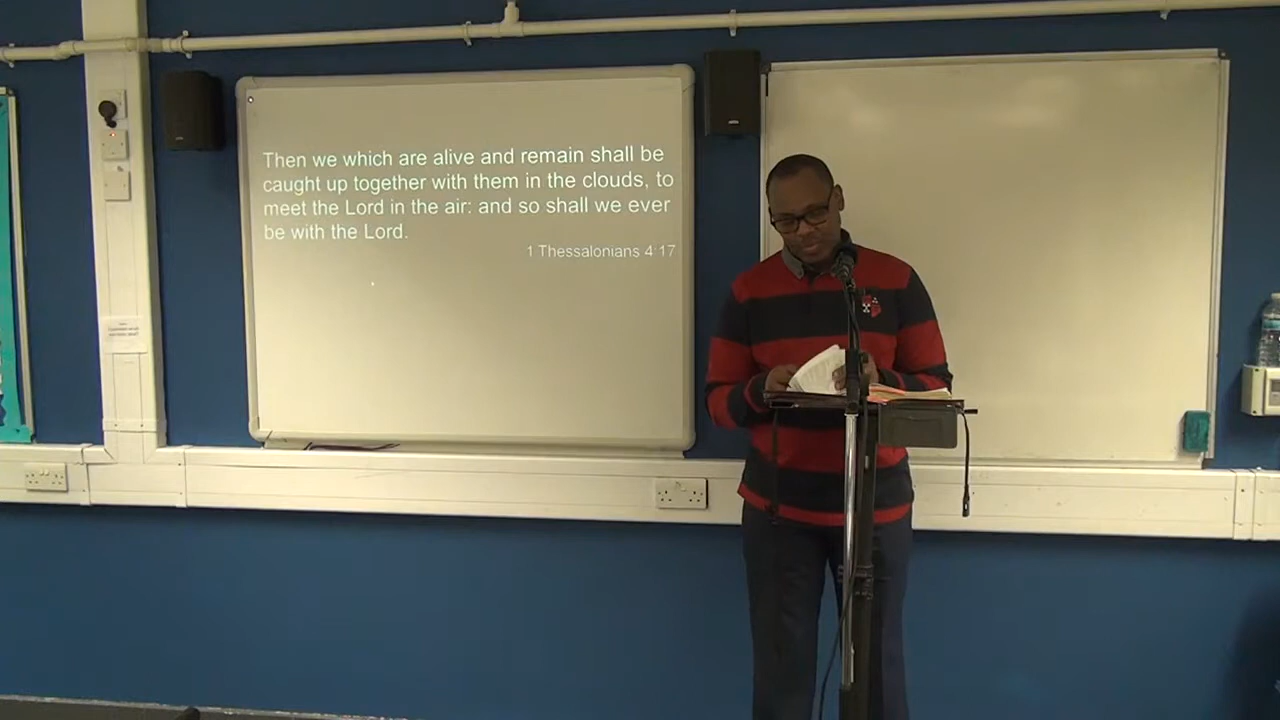 Then we which are alive and remain shall be
caught up together with them in the clouds, to
meet the Lord in the air: and so shall we ever
be with the Lord.
1 Thessalonians 4:17